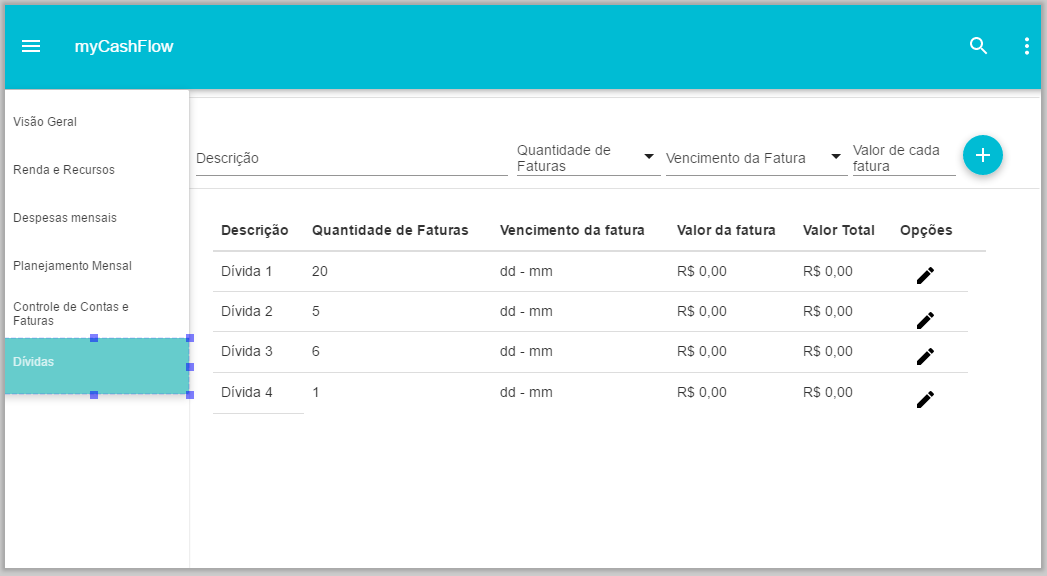 myCashFlow
Visão Geral
Renda e Recursos
Despesas mensais
Planejamento Mensal
Controle de Contas e
Faturas
Dívidas
Descrição
Quantidade de
Faturas
Vencimento da Fatura
Valor de cada
fatura
Descrição Quantidade de Faturas Vencimento da fatura Valor da fatura Valor Total Opções
Dívida 1 20 dd - mm R$ 0,00 R$ 0,00
Dívida 2 5 dd - mm R$ 0,00 R$ 0,00
Dívida 3 6 dd - mm R$ 0,00 R$ 0,00
Dívida 4 1 dd - mm R$ 0,00 R$ 0,00